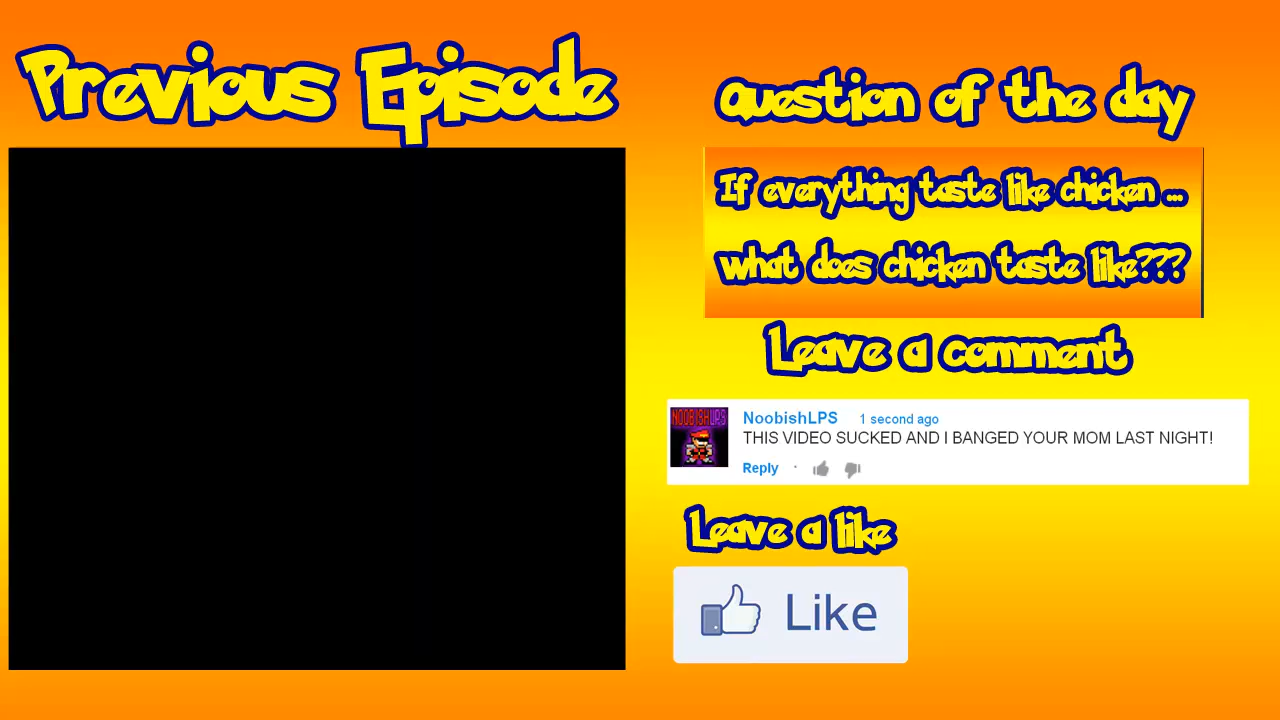 Previous Episode
Question of the day
If everything taste like chicken ...
what does chicken taste like???
Leave a comment
NOOBISHLPS
NoobishLPS 1 second ago
THIS VIDEO SUCKED AND I BANGED YOUR MOM LAST NIGHT!
Reply ·
Leave a like
Like